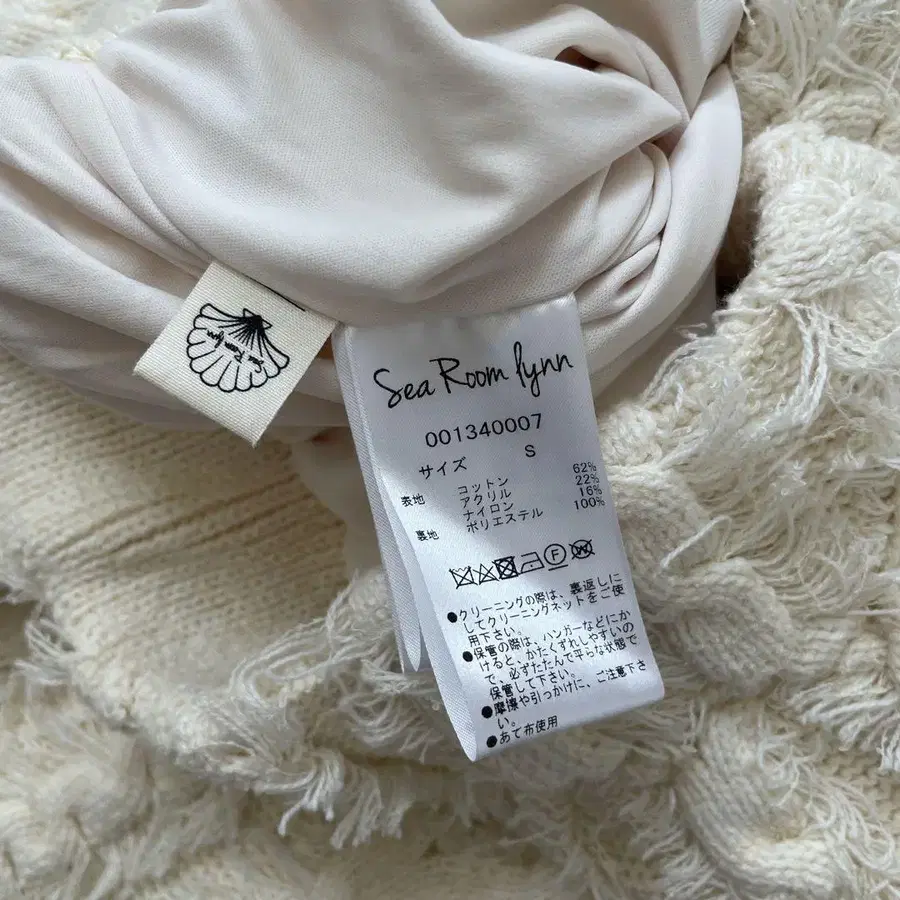 Sea Room lynn
001340007
サイズ S
表地 コットン 62%
アクリル 22%
ナイロン 16%
裏地 ポリエステル 100%
F
W
●クリーニングの際は、裏返しに
してクリーニングネットをご使
用下さい。
●保管の際は、ハンガーなどにか
けると、かたくずれしやすいの
で、必ずたたんで平らな状態で
保管して下さい。
●摩擦や引っかけに、ご注意下さ
い。
●あて布使用